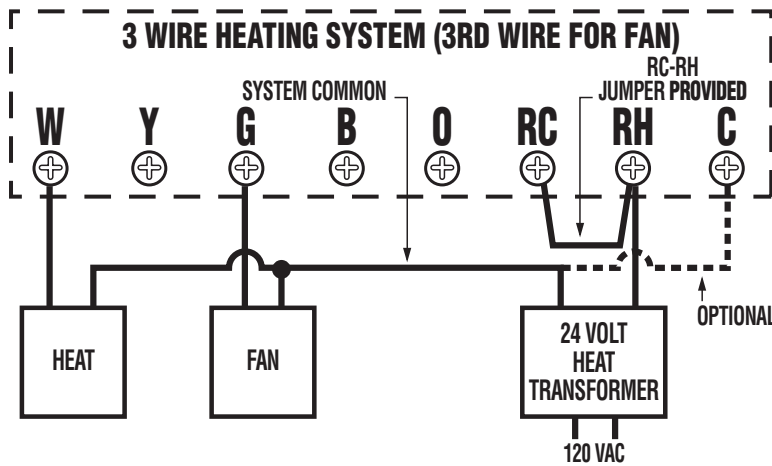 3 WIRE HEATING SYSTEM (3RD WIRE FOR FAN)
SYSTEM COMMON
RC-RH
JUMPER PROVIDED
W Y G B O RC RH C
OPTIONAL
HEAT
FAN
24 VOLT
HEAT
TRANSFORMER
120 VAC